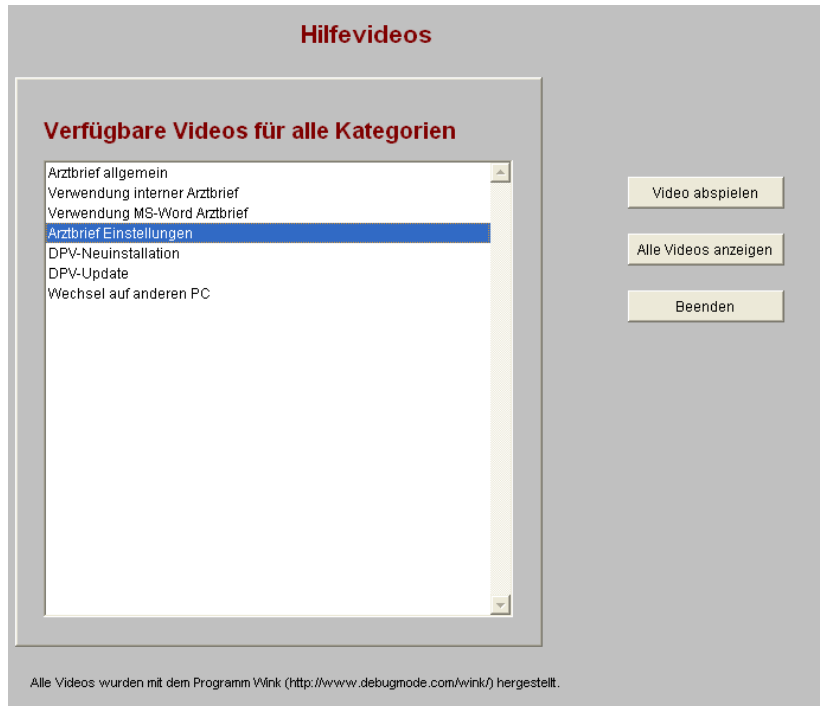 Hilfevideos
Verfügbare Videos für alle Kategorien
Arztbrief allgemein
Verwendung interner Arztbrief
Verwendung MS-Word Arztbrief
Arztbrief Einstellungen
DPV-Neuinstallation
DPV-Update
Wechsel auf anderen PC
Video abspielen
Alle Videos anzeigen
Beenden
Alle Videos wurden mit dem Programm Wink (http://www.debugmode.com/wink/) hergestellt.